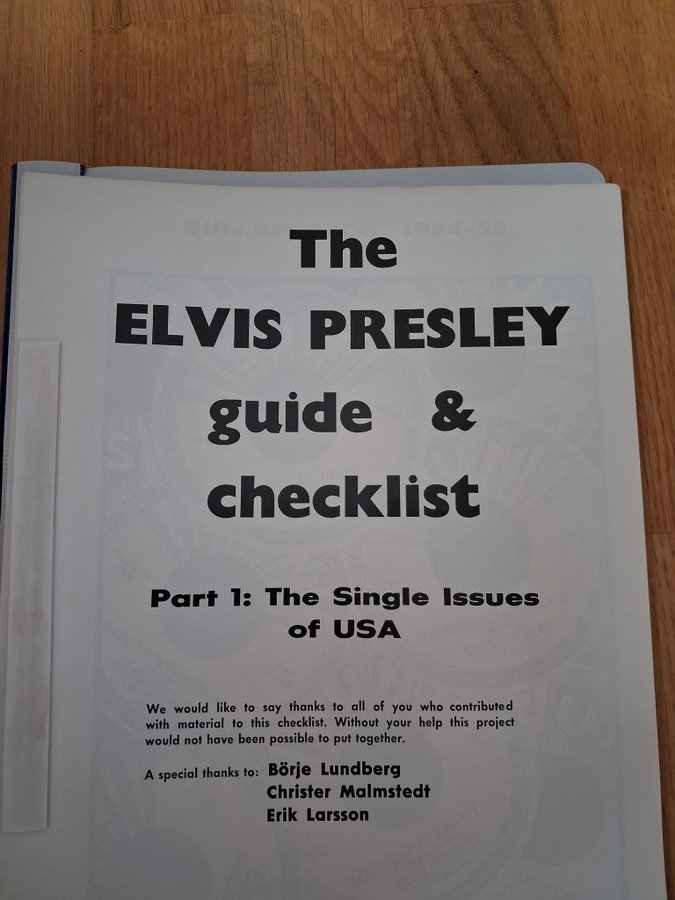 The
ELVIS PRESLEY
guide &
checklist
Part 1: The Single Issues
of USA
We would like to say thanks to all of you who contributed
with material to this checklist. Without your help this project
would not have been possible to put together.
A special thanks to: Börje Lundberg
Christer Malmstedt
Erik Larsson